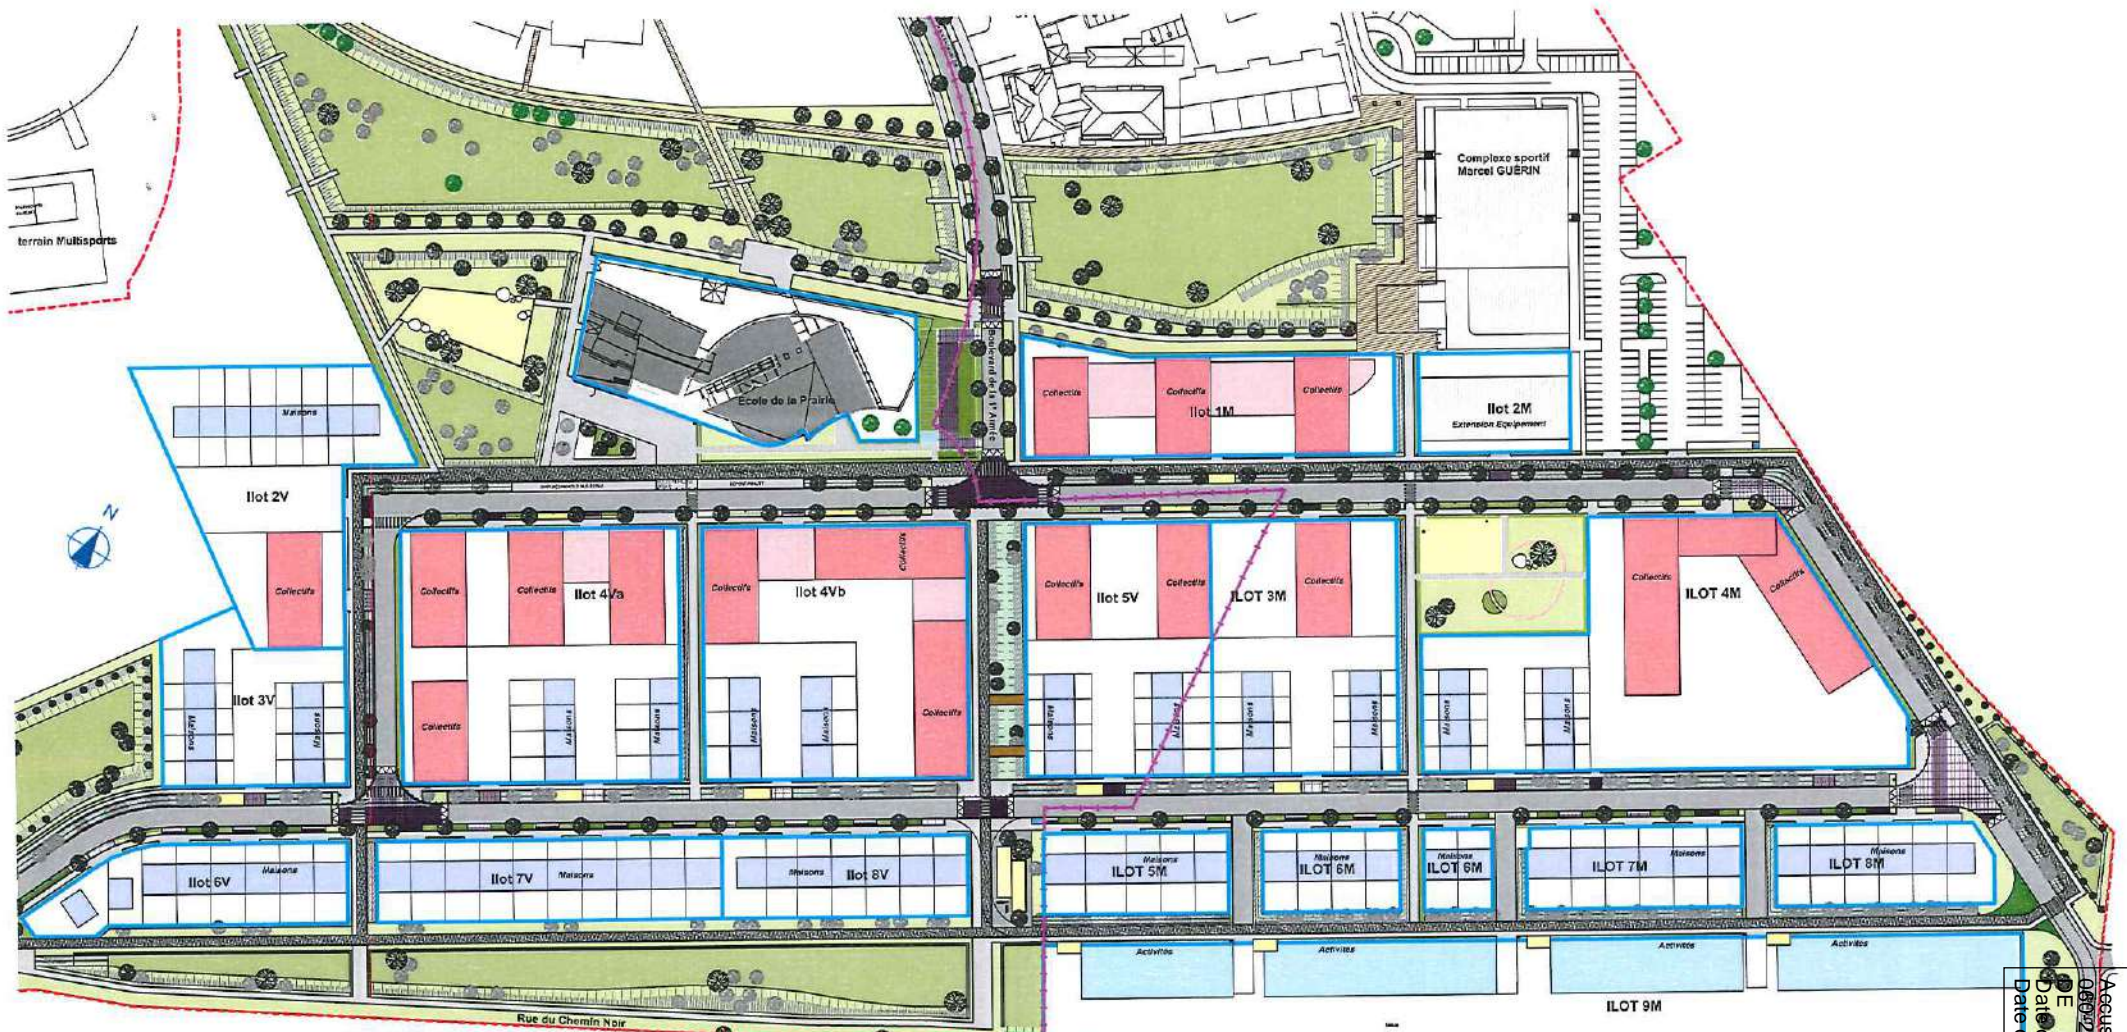 Complexe sportif
Marcel GUÉRIN
terrain Multisports
N
Boulevard de la 1° Armée
Ecole de la Prairie
Maisons
Ilot 2V
Collectifs
Collectifs
Collectifs
Collectifs
Ilot 1M
Ilot 2M
Extension Equipement
Collectifs
Collectifs
Ilot 4Va
Collectifs
Collectifs
Ilot 4Vb
Collectifs
Collectifs
Collectifs
Ilot 5V
Collectifs
ILOT 3M
Collectifs
Collectifs
Collectifs
ILOT 4M
Ilot 3V
Maisons
Maisons
Collectifs
Maisons
Maisons
Maisons
Maisons
Maisons
Maisons
Maisons
Maisons
Maisons
Maisons
Ilot 6V
Maisons
Ilot 7V
Maisons
Maisons
Ilot 8V
Maisons
ILOT 5M
Maisons
ILOT 6M
Maisons
ILOT 6M
Maisons
ILOT 7M
Maisons
ILOT 8M
Activités
Activités
Activités
Activités
ILOT 9M
Rue du Chemin Noir
Accus
DE
Date
Date